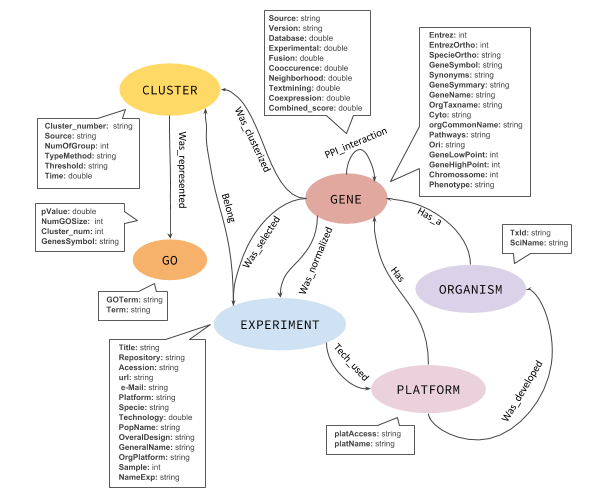 Source: string
Version: string
Database: double
Experimental: double
Fusion: double
Cooccurence: double
Neighborhood: double
Textmining: double
Coexpression: double
Combined_score: double
Entrez: int
EntrezOrtho: int
SpecieOrtho: string
GeneSymbol: string
Synonyms: string
GeneSymmary: string
GeneName: string
OrgTaxname: string
Cyto: string
orgCommonName: string
Pathways: string
Ori: string
GeneLowPoint: int
GeneHighPoint: int
Chromossome: int
Phenotype: string
CLUSTER
Cluster_number: string
Source: string
NumOfGroup: int
TypeMethod: string
Threshold: string
Time: double
Was_represented
Was_clusterized
PPI_interaction
Belong
GENE
pValue: double
NumGOSize: int
Cluster_num: int
GenesSymbol: string
Was_selected
Was_normalized
Has_a
Has
TxId: string
SciName: string
GO
GOTerm: string
Term: string
ORGANISM
EXPERIMENT
Tech_used
Was_developed
PLATFORM
Title: string
Repository: string
Acession: string
url: string
e-Mail: string
Platform: string
Specie: string
Technology: double
PopName: string
OveralDesign: string
GeneralName: string
OrgPlatform: string
Sample: int
NameExp: string
platAccess: string
platName: string